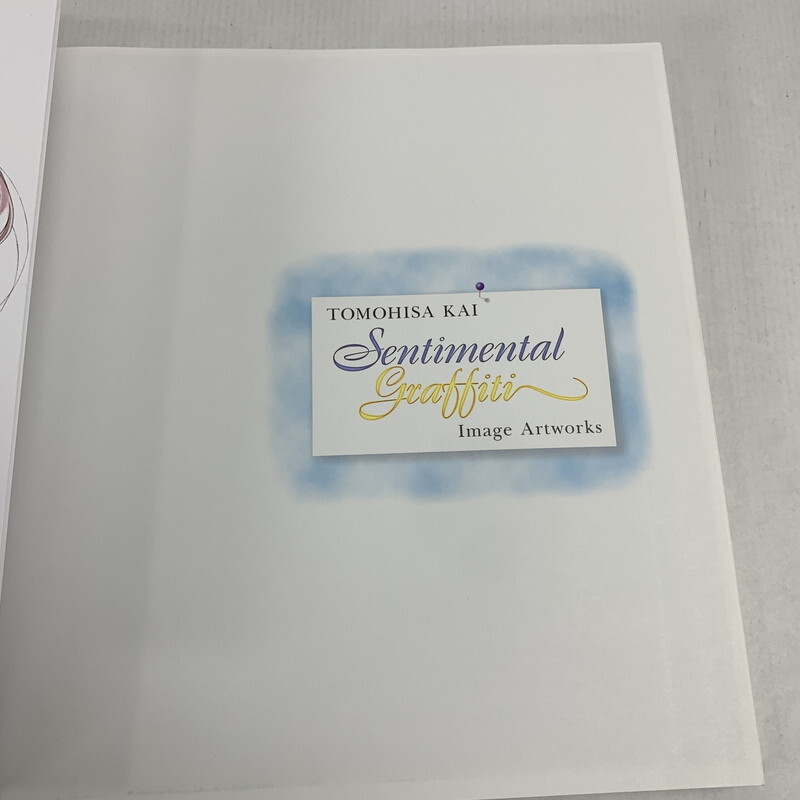 TOMOHISA KAI
Sentimental
Graffiti
Image Artworks